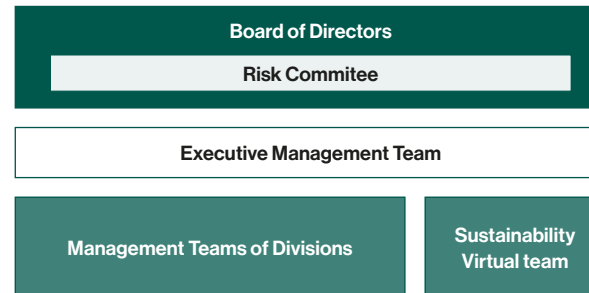 Board of Directors
Risk Commitee
Executive Management Team
Management Teams of Divisions
Sustainability
Virtual team